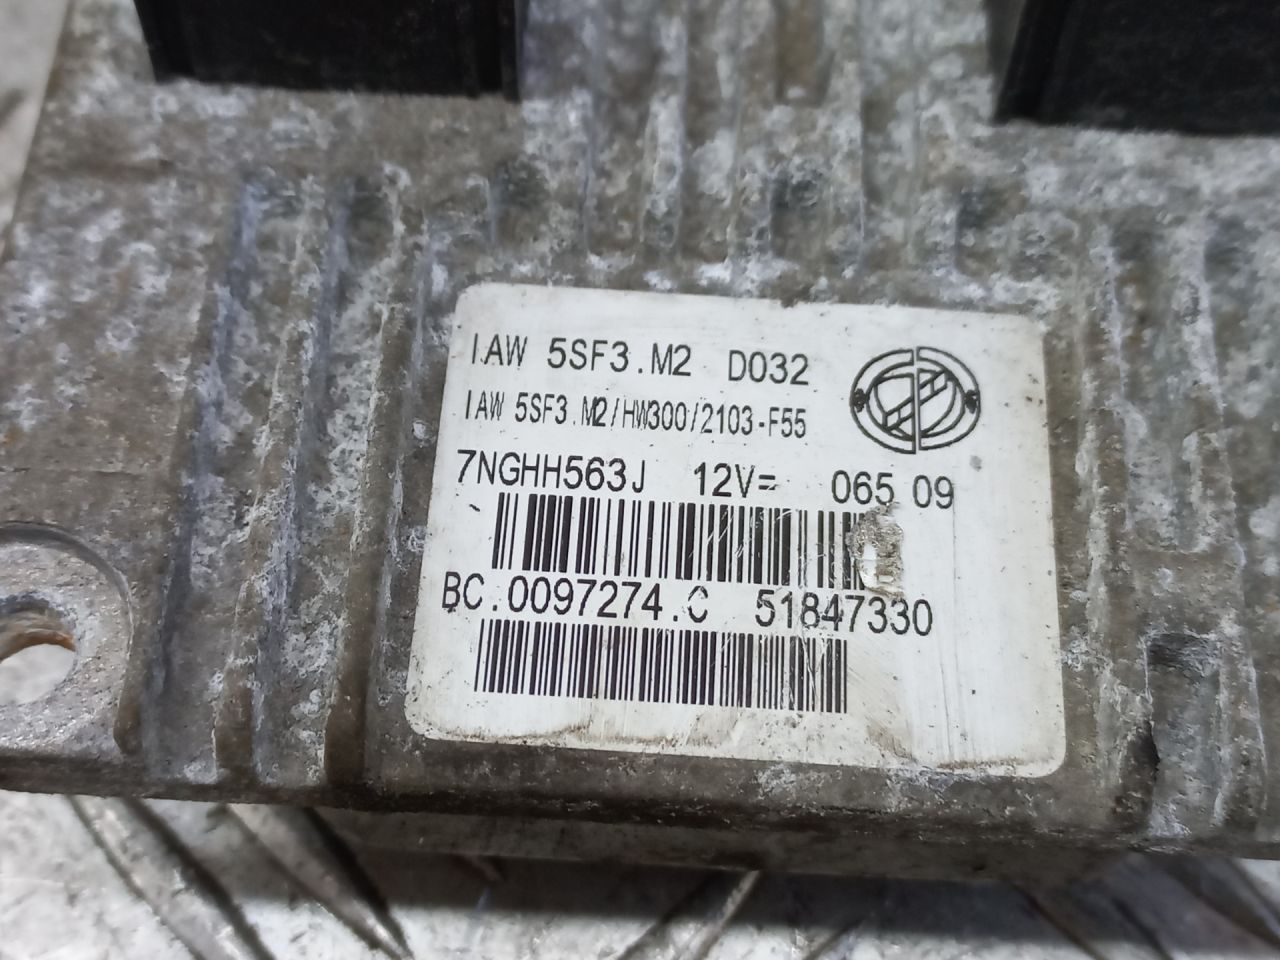 IAW 5SF3.M2 D032
IAW 5SF3.M2/HW300/2103-F55
7NGHH563J 12V= 065 09
BC.0097274.C 51847330